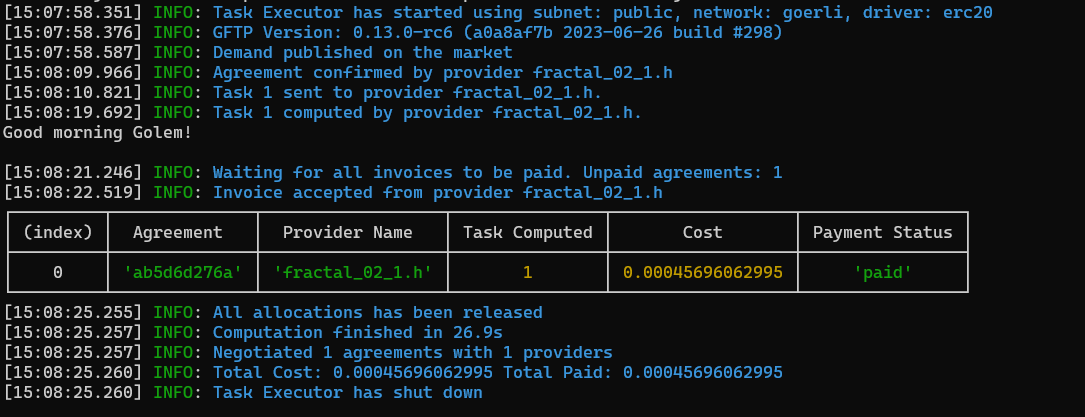 [15:07:58.351] INFO: Task Executor has started using subnet: public, network: goerli, driver: erc20
[15:07:58.376] INFO: GFTP Version: 0.13.0-rc6 (a0a8af7b 2023-06-26 build #298)
[15:07:58.587] INFO: Demand published on the market
[15:08:09.966] INFO: Agreement confirmed by provider fractal_02_1.h
[15:08:10.821] INFO: Task 1 sent to provider fractal_02_1.h.
[15:08:19.692] INFO: Task 1 computed by provider fractal_02_1.h.
Good morning Golem!
[15:08:21.246] INFO: Waiting for all invoices to be paid. Unpaid agreements: 1
[15:08:22.519] INFO: Invoice accepted from provider fractal_02_1.h
(index) Agreement Provider Name Task Computed Cost Payment Status
0 'ab5d6d276a' 'fractal_02_1.h' 1 0.00045696062995 'paid'
[15:08:25.255] INFO: All allocations has been released
[15:08:25.257] INFO: Computation finished in 26.9s
[15:08:25.257] INFO: Negotiated 1 agreements with 1 providers
[15:08:25.260] INFO: Total Cost: 0.00045696062995 Total Paid: 0.00045696062995
[15:08:25.260] INFO: Task Executor has shut down